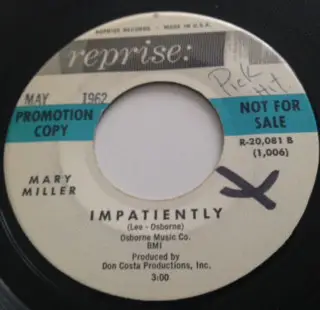 REPRISE RECORDS • MADE IN U.S.A.
reprise:
Pick
Hit
MAY 1962
PROMOTION
COPY
NOT FOR
SALE
R-20,081 B
(1,006)
MARY
MILLER
IMPATIENTLY
(Lee - Osborne)
Osborne Music Co.
BMI
Produced by
Don Costa Productions, Inc.
3:00